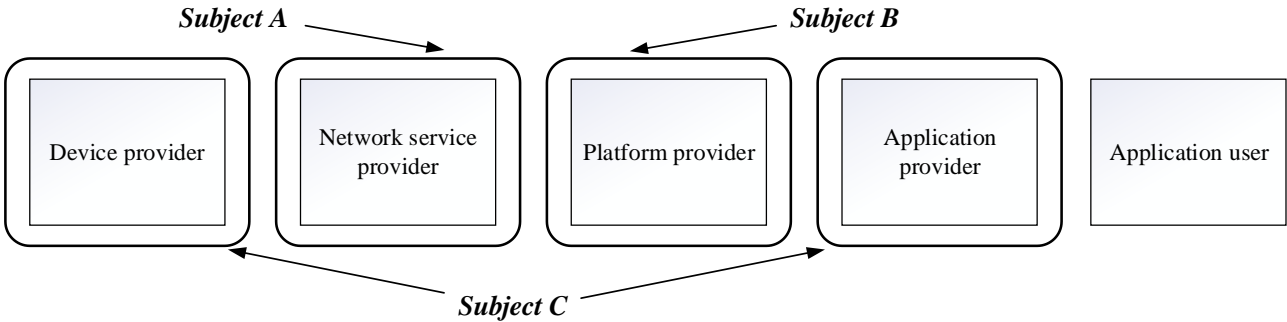 Subject A
Subject B
Device provider
Network service
provider
Platform provider
Application
provider
Application user
Subject C